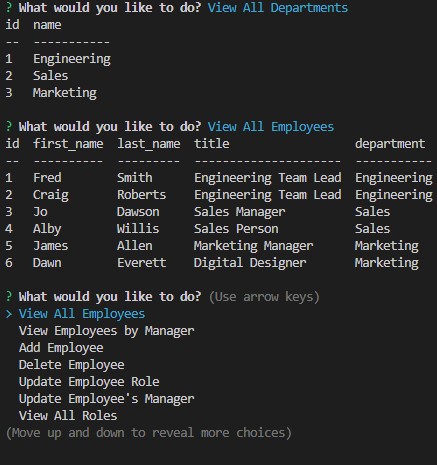 ? What would you like to do? View All Departments
id  name
--  -----------
1   Engineering
2   Sales
3   Marketing
? What would you like to do? View All Employees
id  first_name  last_name  title                  department
--  ----------  ---------  ---------------------  -----------
1   Fred        Smith      Engineering Team Lead  Engineering
2   Craig       Roberts    Engineering Team Lead  Engineering
3   Jo          Dawson     Sales Manager          Sales
4   Alby        Willis     Sales Person           Sales
5   James       Allen      Marketing Manager      Marketing
6   Dawn        Everett    Digital Designer       Marketing
? What would you like to do? (Use arrow keys)
> View All Employees
  View Employees by Manager
  Add Employee
  Delete Employee
  Update Employee Role
  Update Employee's Manager
  View All Roles
(Move up and down to reveal more choices)